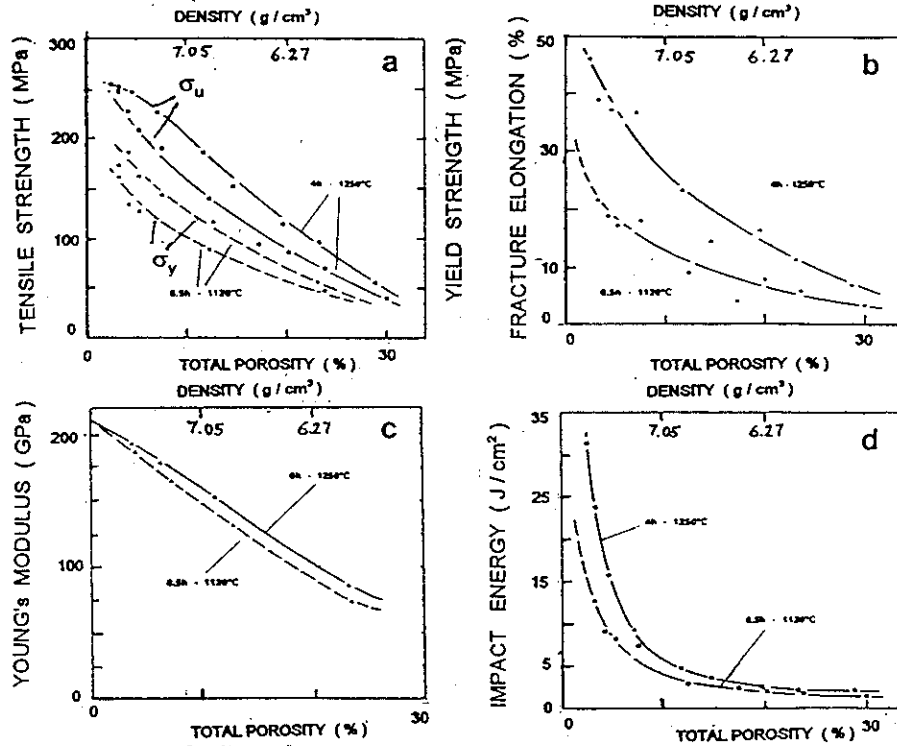 DENSITY ( g / cm³ )
300
7.05
6.27
a
TENSILE STRENGTH ( MPa )
σu
200
4h - 1250°C
100
σy
0.5h - 1120°C
0
0
30
TOTAL POROSITY ( % )
YIELD STRENGTH ( MPa )
DENSITY ( g / cm³ )
50
7.05
6.27
b
FRACTURE ELONGATION ( % )
30
1250°C
10
0.5h - 1120°C
0
0
30
TOTAL POROSITY ( % )
DENSITY ( g / cm³ )
7.05
6.27
c
200
YOUNG's MODULUS ( GPa )
1250°C
100
0.5h - 1120°C
0
0
30
TOTAL POROSITY ( % )
DENSITY ( g / cm³ )
35
7.05
6.27
d
IMPACT ENERGY ( J / cm² )
25
4h - 1250°C
15
0.5h - 1120°C
5
0
0
30
TOTAL POROSITY ( % )